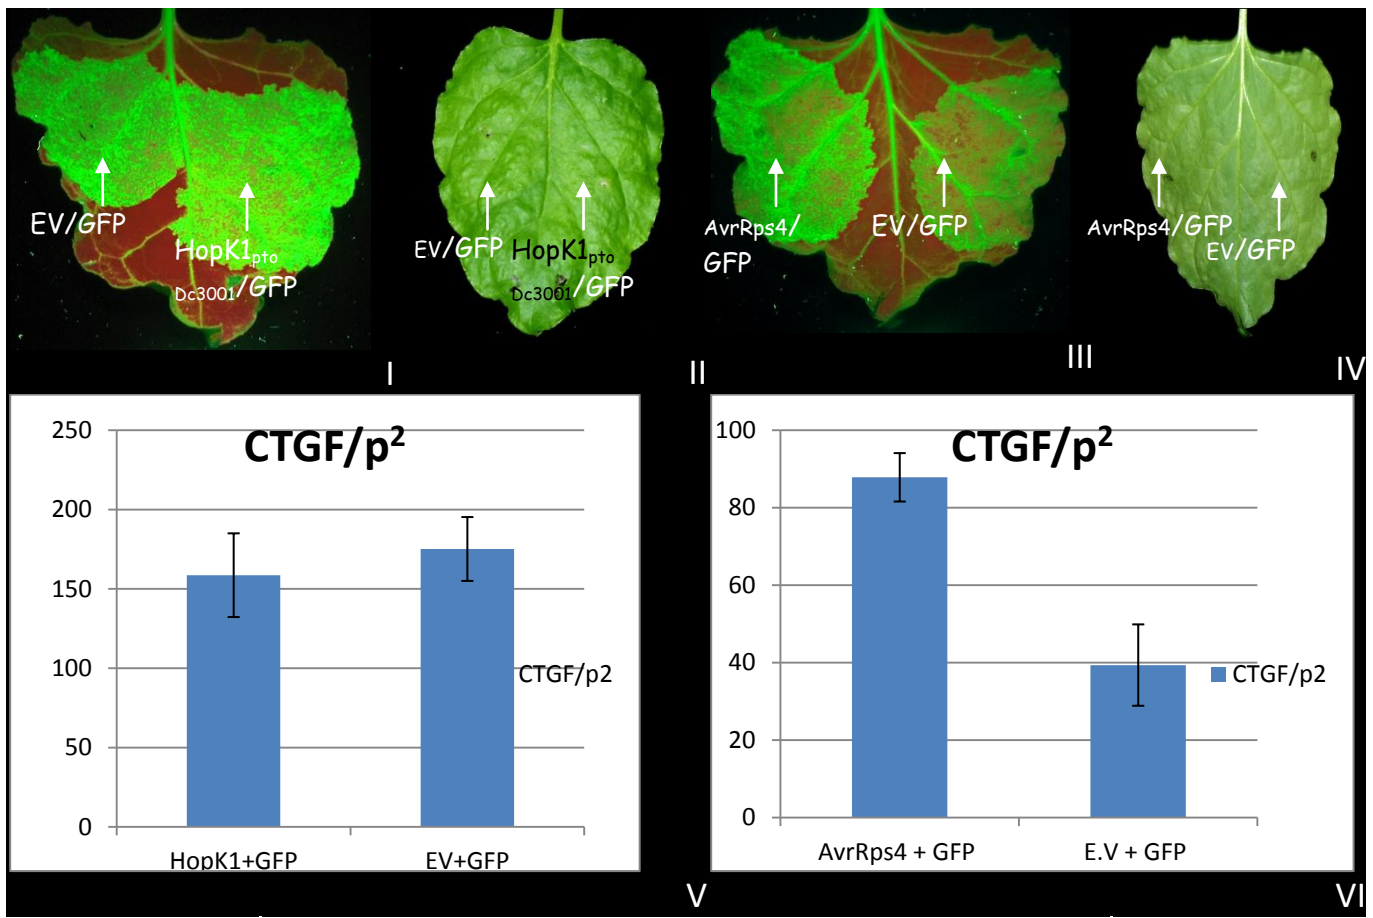 EV/GFP
HopK1pto
Dc3001/GFP
I
EV/GFP
HopK1pto
Dc3001/GFP
II
AvrRps4/
GFP
EV/GFP
III
AvrRps4/GFP
EV/GFP
IV
CTGF/p²
250
200
150
100
50
0
HopK1+GFP
EV+GFP
CTGF/p2
V
CTGF/p²
100
80
60
40
20
0
AvrRps4 + GFP
E.V + GFP
CTGF/p2
VI